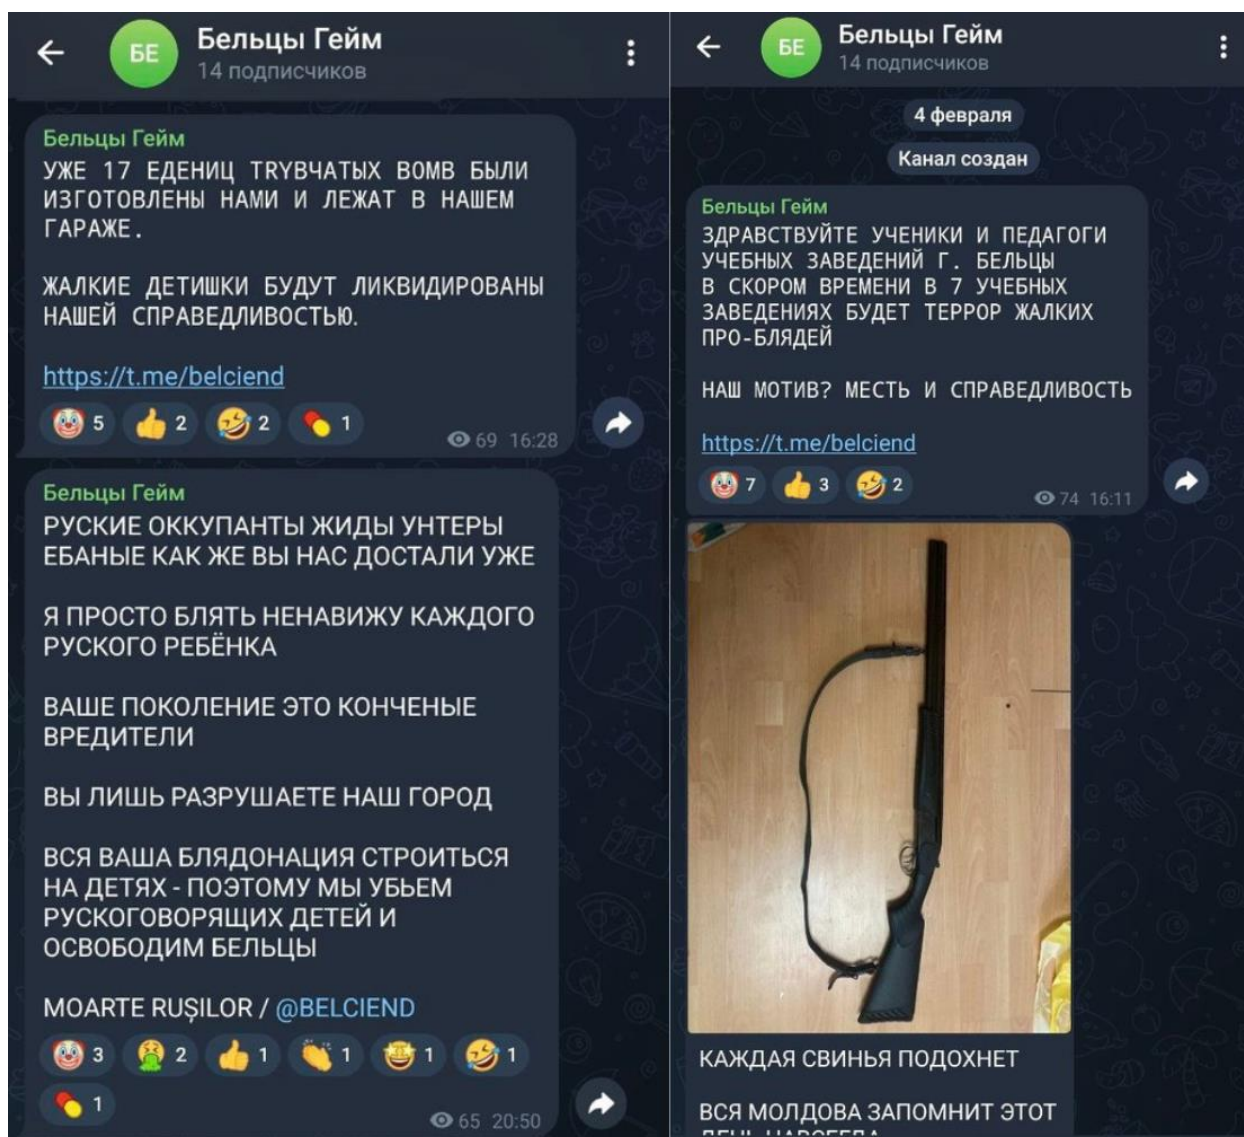 Бельцы Гейм
14 подписчиков
Бельцы Гейм
УЖЕ 17 ЕДЕНИЦ TRYBЧАТЫХ BOMB БЫЛИ
ИЗГОТОВЛЕНЫ НАМИ И ЛЕЖАТ В НАШЕМ
ГАРАЖЕ.
ЖАЛКИЕ ДЕТИШКИ БУДУТ ЛИКВИДИРОВАНЫ
НАШЕЙ СПРАВЕДЛИВОСТЬЮ.
https://t.me/belciend
5 2 2 1
69 16:28
Бельцы Гейм
РУСКИЕ ОККУПАНТЫ ЖИДЫ УНТЕРЫ
ЕБАНЫЕ КАК ЖЕ ВЫ НАС ДОСТАЛИ УЖЕ
Я ПРОСТО БЛЯТЬ НЕНАВИЖУ КАЖДОГО
РУСКОГО РЕБЁНКА
ВАШЕ ПОКОЛЕНИЕ ЭТО КОНЧЕНЫЕ
ВРЕДИТЕЛИ
ВЫ ЛИШЬ РАЗРУШАЕТЕ НАШ ГОРОД
ВСЯ ВАША БЛЯДОНАЦИЯ СТРОИТЬСЯ
НА ДЕТЯХ - ПОЭТОМУ МЫ УБЬЕМ
РУСКОГОВОРЯЩИХ ДЕТЕЙ И
ОСВОБОДИМ БЕЛЬЦЫ
MOARTE RUȘILOR / @BELCIEND
3 2 1 1 1 1
1
65 20:50
БЕ
Бельцы Гейм
14 подписчиков
БЕ
4 февраля
Канал создан
Бельцы Гейм
ЗДРАВСТВУЙТЕ УЧЕНИКИ И ПЕДАГОГИ
УЧЕБНЫХ ЗАВЕДЕНИЙ Г. БЕЛЬЦЫ
В СКОРОМ ВРЕМЕНИ В 7 УЧЕБНЫХ
ЗАВЕДЕНИЯХ БУДЕТ ТЕРРОР ЖАЛКИХ
ПРО-БЛЯДЕЙ
НАШ МОТИВ? МЕСТЬ И СПРАВЕДЛИВОСТЬ
https://t.me/belciend
7 3 2
74 16:11
КАЖДАЯ СВИНЬЯ ПОДОХНЕТ
ВСЯ МОЛДОВА ЗАПОМНИТ ЭТОТ
ДЕНЬ НАВСЕГДА